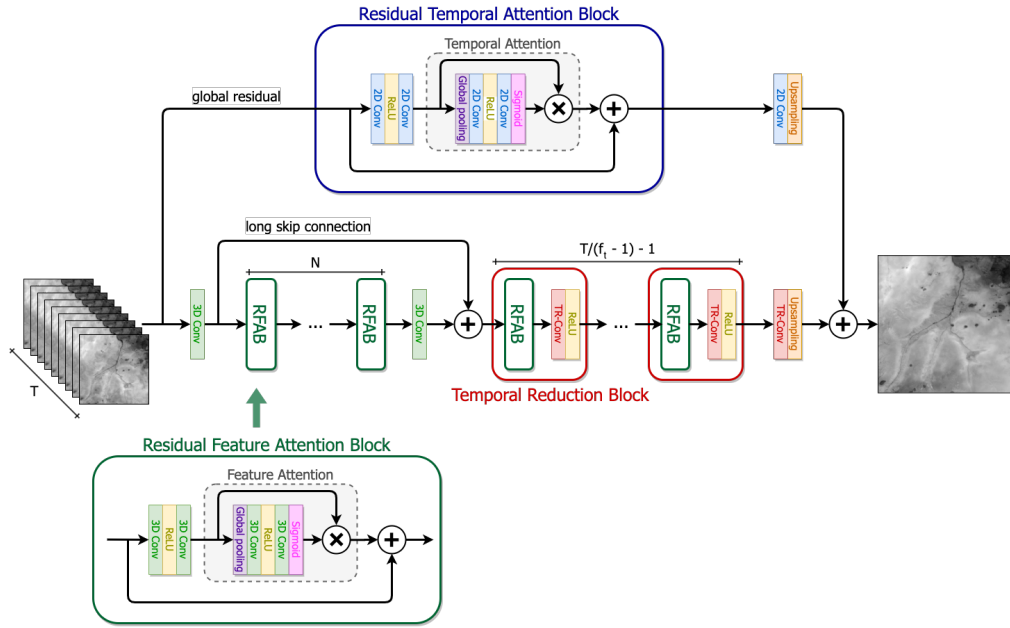 Residual Temporal Attention Block
Temporal Attention
global residual
2D Conv
ReLU
2D Conv
Global pooling
2D Conv
ReLU
2D Conv
Sigmoid
×
+
2D Conv
Upsampling
long skip connection
N
T/(fₜ - 1) - 1
T
3D Conv
RFAB
...
RFAB
3D Conv
+
RFAB
TR-Conv
ReLU
...
RFAB
TR-Conv
ReLU
TR-Conv
Upsampling
+
Temporal Reduction Block
Residual Feature Attention Block
Feature Attention
3D Conv
ReLU
3D Conv
Global pooling
3D Conv
ReLU
3D Conv
Sigmoid
×
+